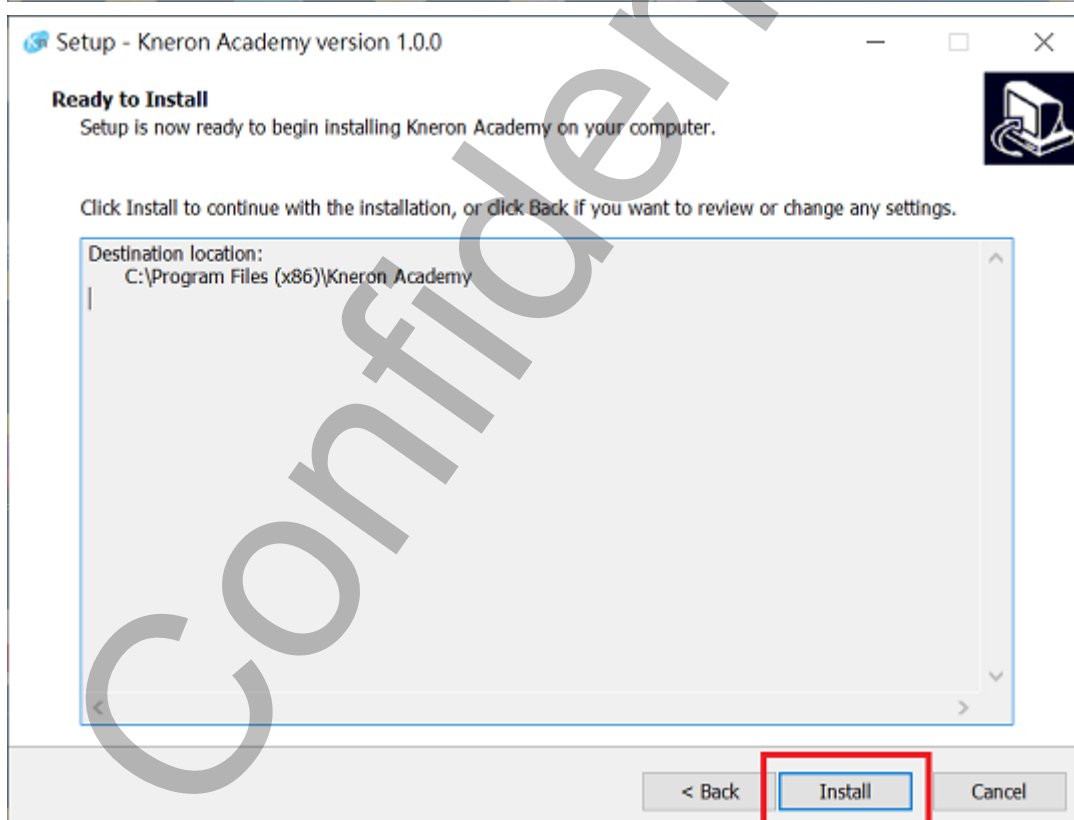 Setup - Kneron Academy version 1.0.0
Ready to Install
Setup is now ready to begin installing Kneron Academy on your computer.
Click Install to continue with the installation, or click Back if you want to review or change any settings.
Destination location:
C:\Program Files (x86)\Kneron Academy
< Back
Install
Cancel
Confiden